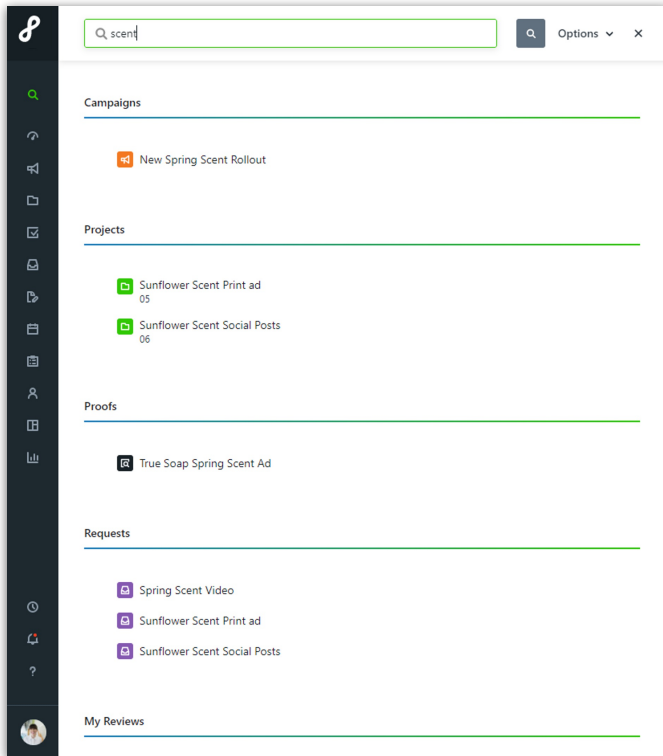 scent
Options
Campaigns
New Spring Scent Rollout
Projects
Sunflower Scent Print ad
05
Sunflower Scent Social Posts
06
Proofs
True Soap Spring Scent Ad
Requests
Spring Scent Video
Sunflower Scent Print ad
Sunflower Scent Social Posts
My Reviews